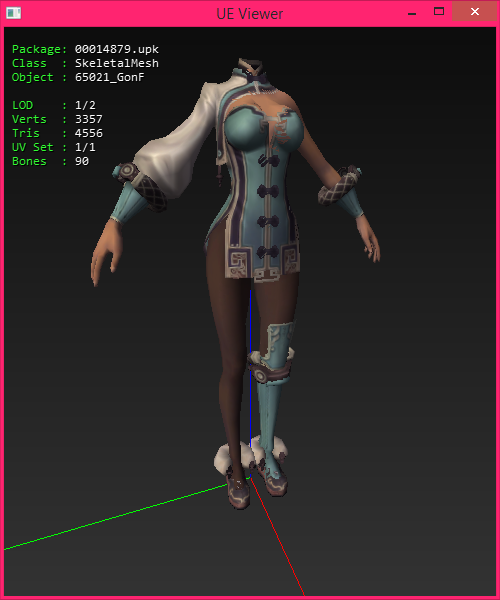 UE Viewer
Package: 00014879.upk
Class  : SkeletalMesh
Object : 65021_GonF
LOD    : 1/2
Verts  : 3357
Tris   : 4556
UV Set : 1/1
Bones  : 90